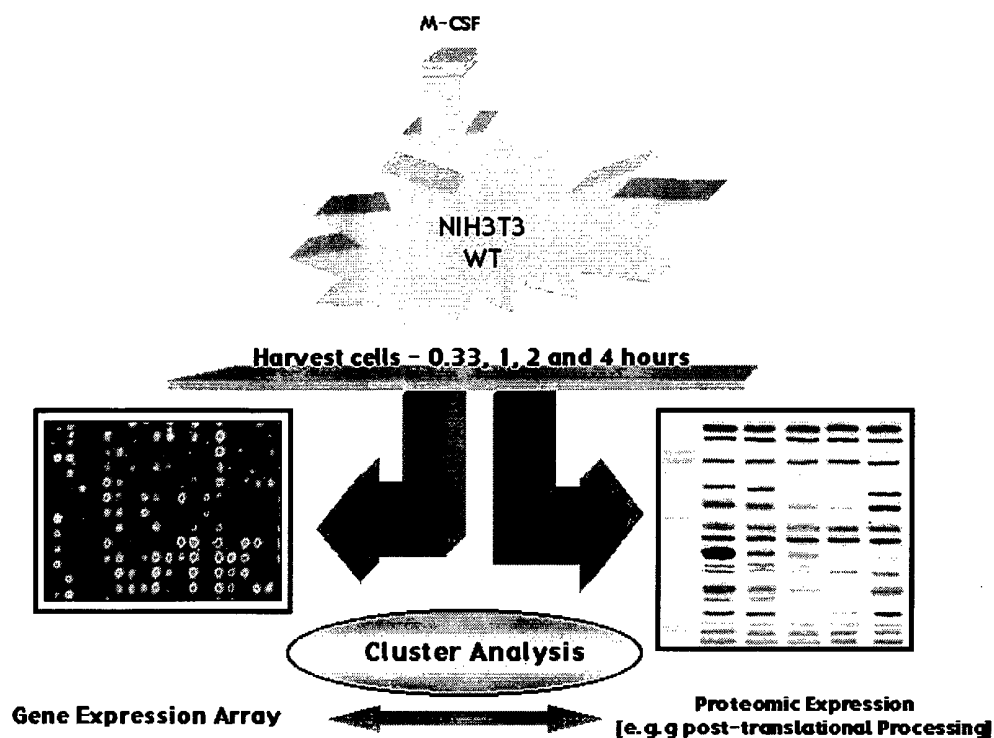 M-CSF
NIH3T3
WT
Harvest cells - 0.33, 1, 2 and 4 hours
Cluster Analysis
Gene Expression Array
Proteomic Expression
[e.g.g post-translational Processing]